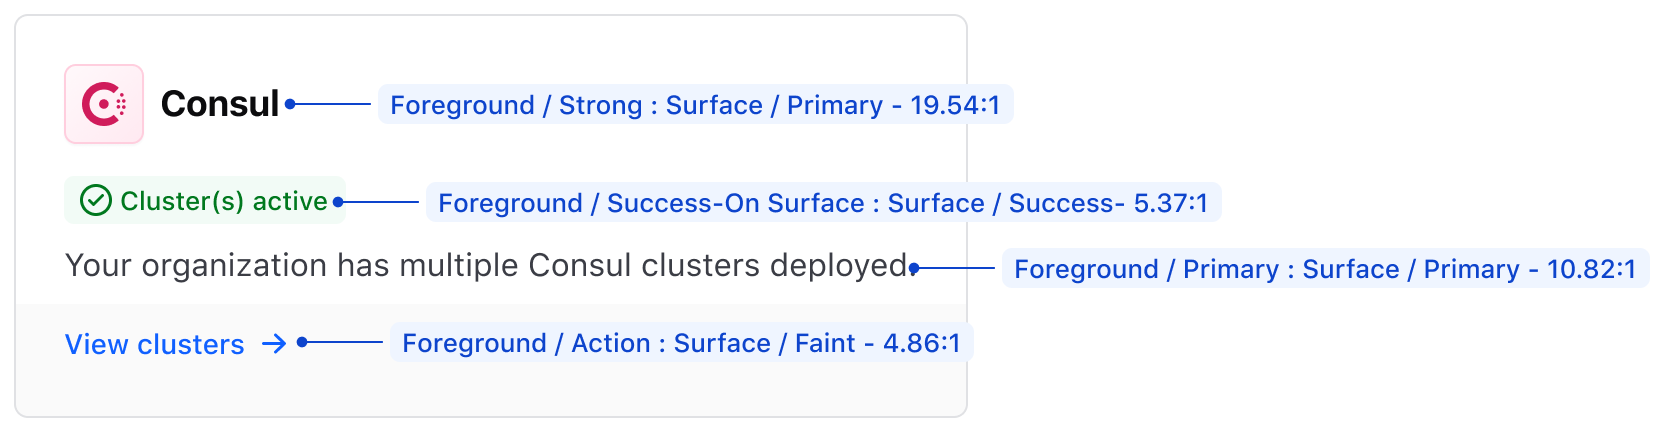 Consul
Foreground / Strong : Surface / Primary - 19.54:1
Cluster(s) active
Foreground / Success-On Surface : Surface / Success- 5.37:1
Your organization has multiple Consul clusters deployed.
Foreground / Primary : Surface / Primary - 10.82:1
View clusters
Foreground / Action : Surface / Faint - 4.86:1